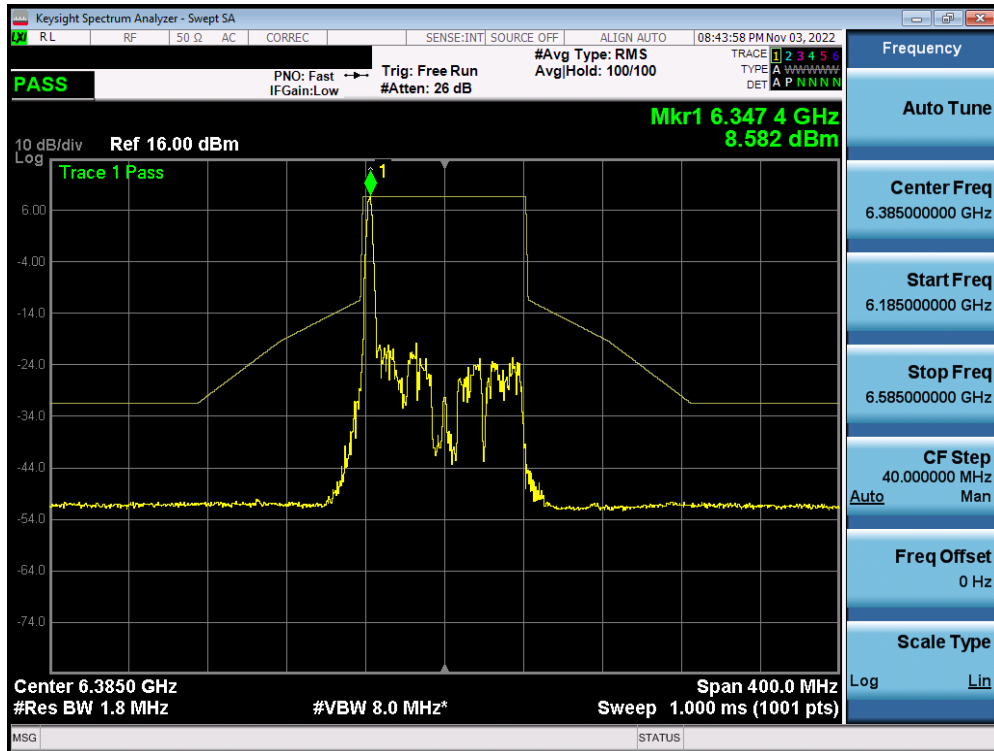 Keysight Spectrum Analyzer - Swept SA
LXI RL RF 50 Ω AC CORREC SENSE:INT SOURCE OFF ALIGN AUTO 08:43:58 PM Nov 03, 2022
PASS
PNO: Fast
IFGain:Low
Trig: Free Run
#Atten: 26 dB
#Avg Type: RMS
Avg|Hold: 100/100
TRACE 1 2 3 4 5 6
TYPE A WWWWW
DET A P N N N N
Mkr1 6.347 4 GHz
8.582 dBm
10 dB/div Ref 16.00 dBm
Log
Trace 1 Pass
1
6.00
-4.00
-14.0
-24.0
-34.0
-44.0
-54.0
-64.0
-74.0
Center 6.3850 GHz Span 400.0 MHz
#Res BW 1.8 MHz #VBW 8.0 MHz* Sweep 1.000 ms (1001 pts)
MSG STATUS
Frequency
Auto Tune
Center Freq
6.385000000 GHz
Start Freq
6.185000000 GHz
Stop Freq
6.585000000 GHz
CF Step
40.000000 MHz
Auto Man
Freq Offset
0 Hz
Scale Type
Log Lin